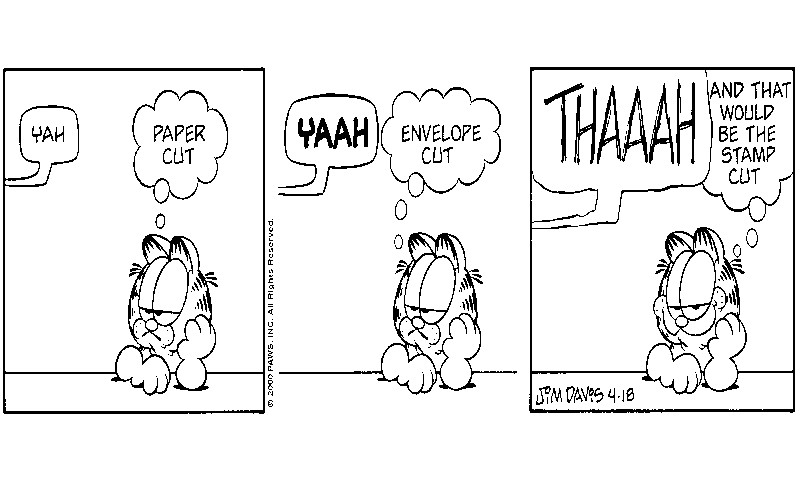 YAH
PAPER
CUT
© 2000 PAWS, INC. All Rights Reserved.
YAAH
ENVELOPE
CUT
THAAAH
AND THAT
WOULD
BE THE
STAMP
CUT
JIM DAVIS 4·18